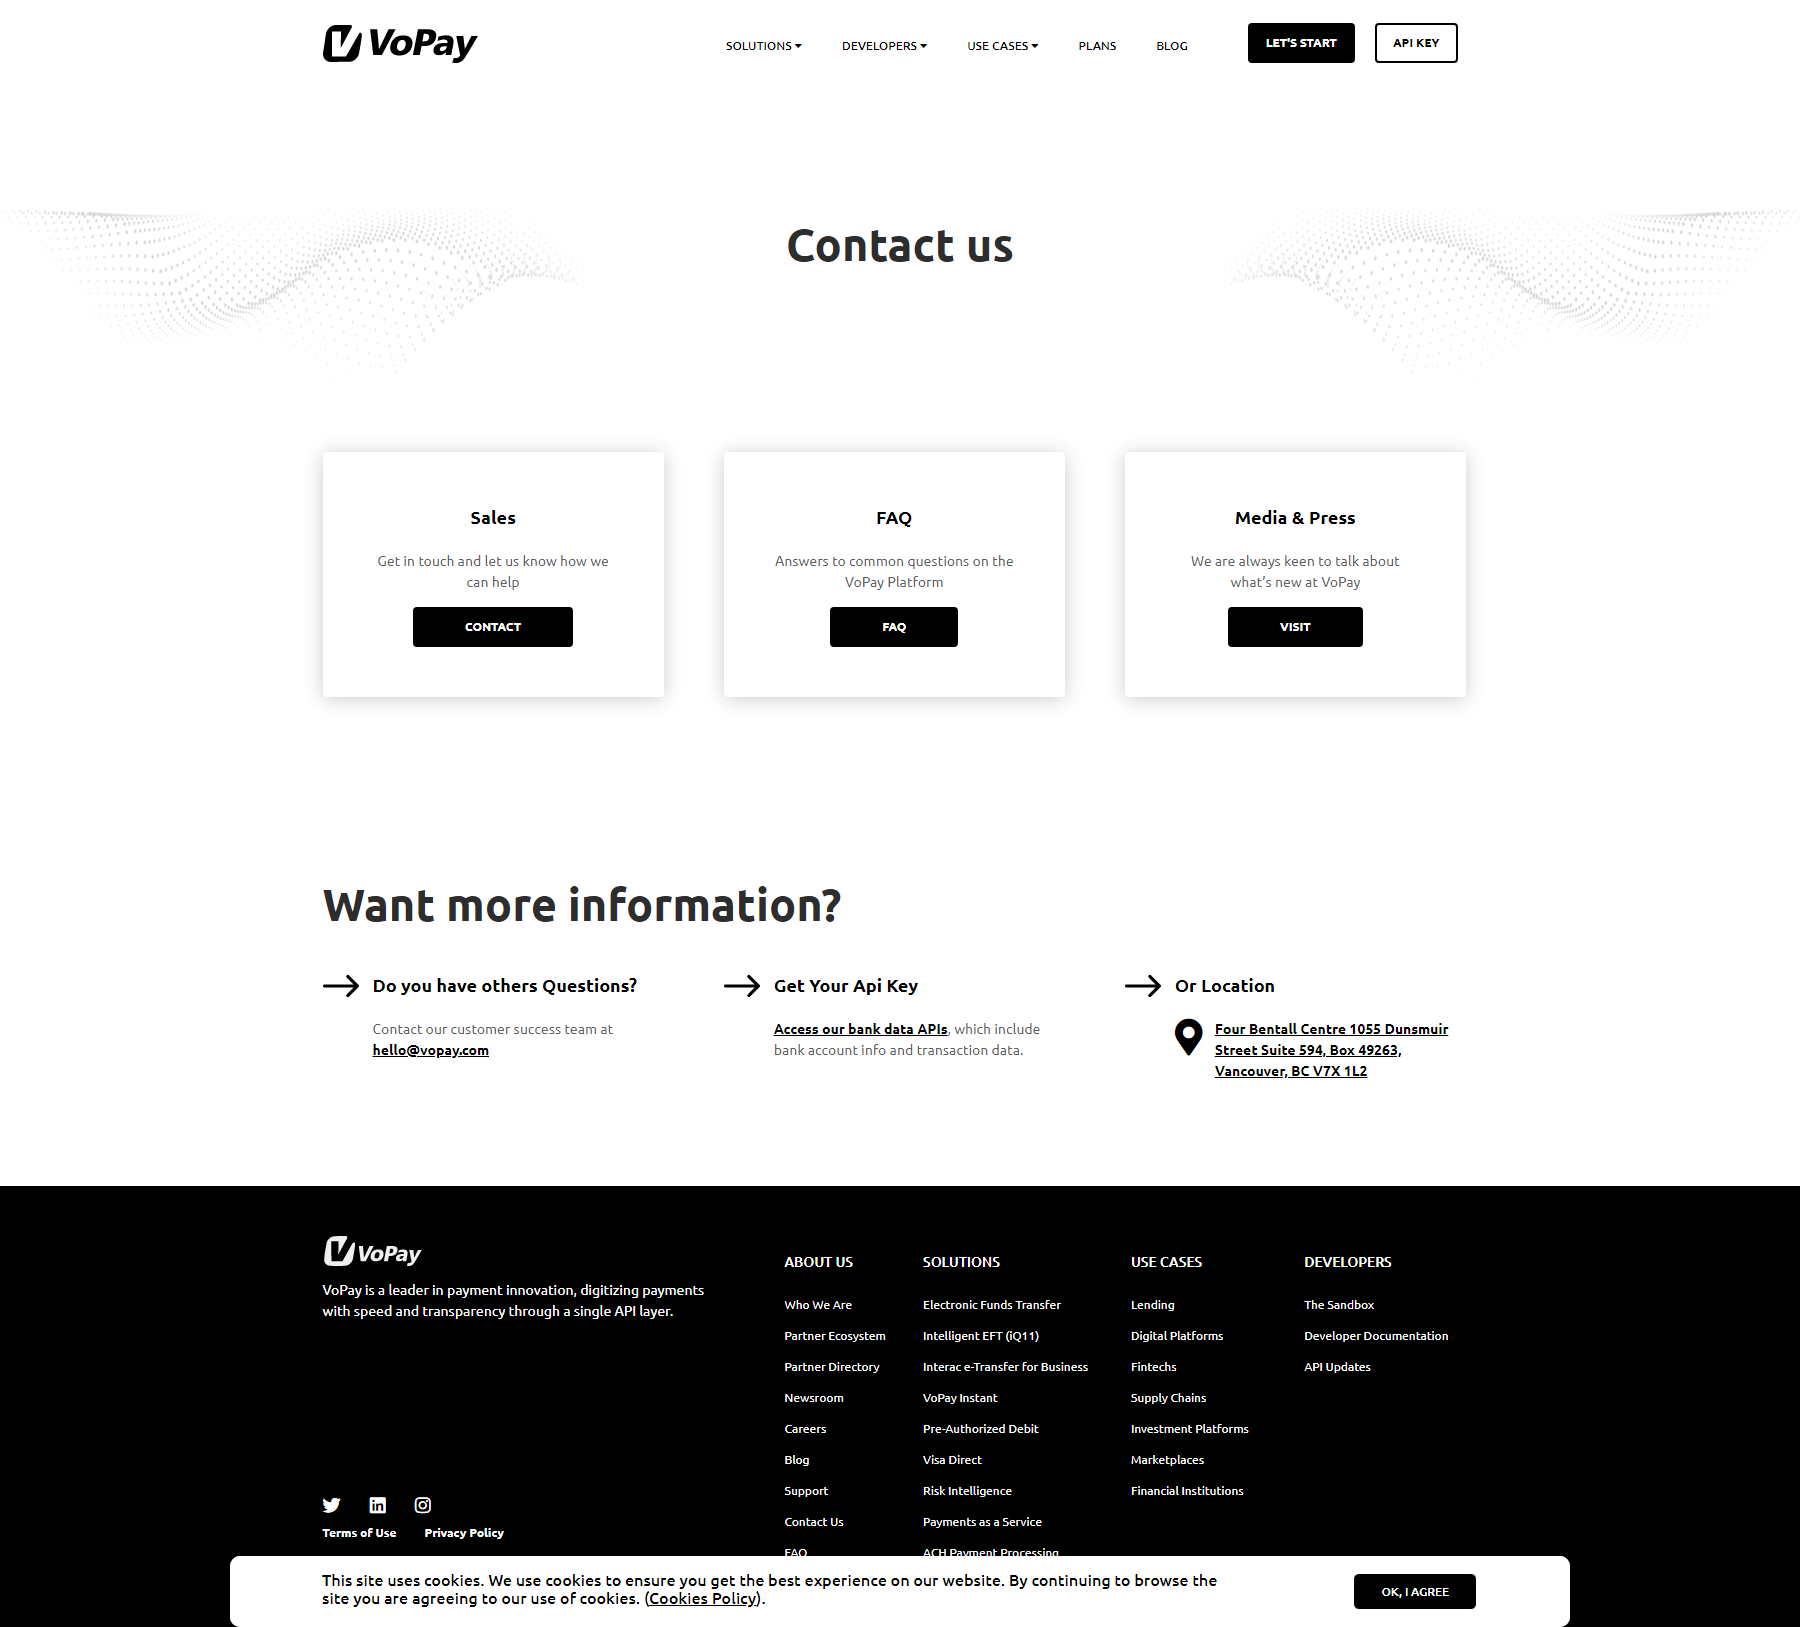 VoPay
SOLUTIONS
DEVELOPERS
USE CASES
PLANS
BLOG
LET'S START
API KEY
Contact us
Sales
Get in touch and let us know how we
can help
CONTACT
FAQ
Answers to common questions on the
VoPay Platform
FAQ
Media & Press
We are always keen to talk about
what’s new at VoPay
VISIT
Want more information?
Do you have others Questions?
Contact our customer success team at
hello@vopay.com
Get Your Api Key
Access our bank data APIs, which include
bank account info and transaction data.
Or Location
Four Bentall Centre 1055 Dunsmuir
Street Suite 594, Box 49263,
Vancouver, BC V7X 1L2
VoPay
VoPay is a leader in payment innovation, digitizing payments
with speed and transparency through a single API layer.
Terms of Use
Privacy Policy
ABOUT US
Who We Are
Partner Ecosystem
Partner Directory
Newsroom
Careers
Blog
Support
Contact Us
FAQ
SOLUTIONS
Electronic Funds Transfer
Intelligent EFT (iQ11)
Interac e-Transfer for Business
VoPay Instant
Pre-Authorized Debit
Visa Direct
Risk Intelligence
Payments as a Service
ACH Payment Processing
USE CASES
Lending
Digital Platforms
Fintechs
Supply Chains
Investment Platforms
Marketplaces
Financial Institutions
DEVELOPERS
The Sandbox
Developer Documentation
API Updates
This site uses cookies. We use cookies to ensure you get the best experience on our website. By continuing to browse the
site you are agreeing to our use of cookies. (Cookies Policy).
OK, I AGREE